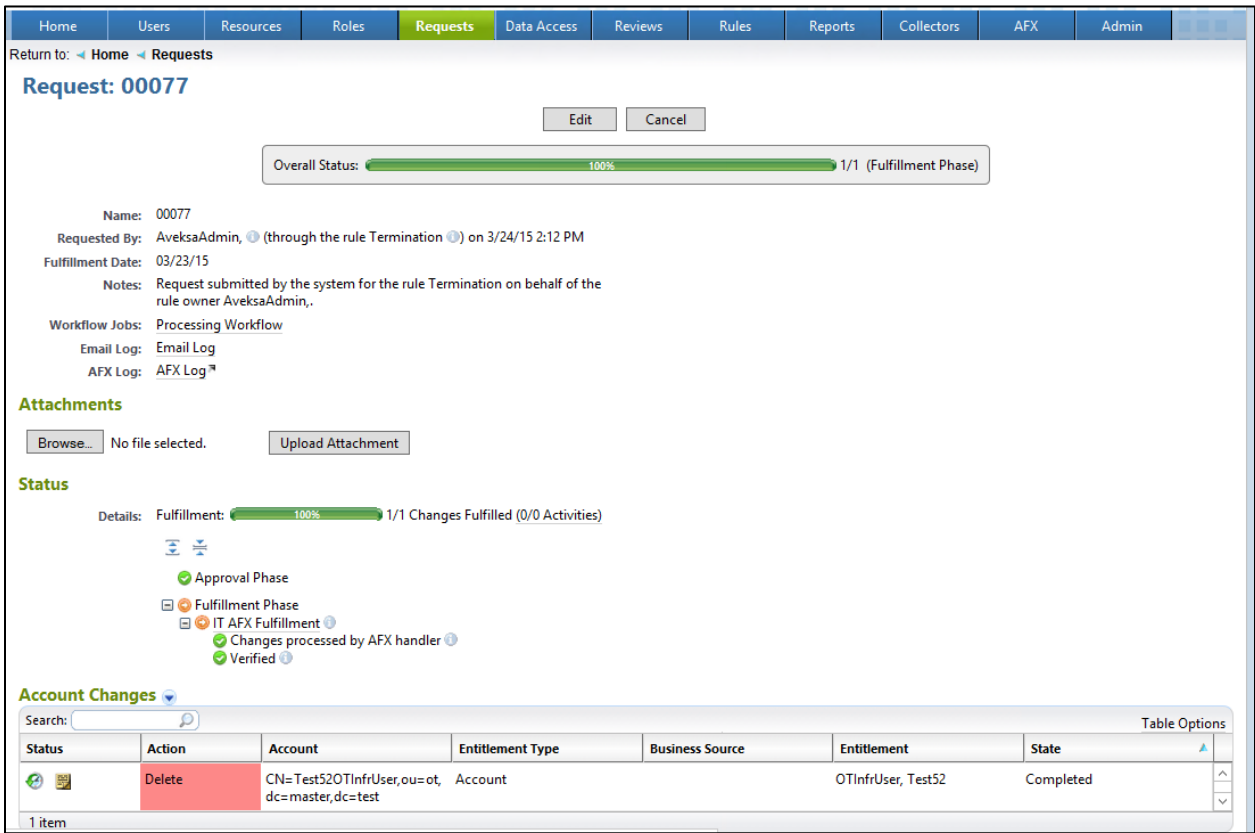 Home Users Resources Roles Requests Data Access Reviews Rules Reports Collectors AFX Admin
Return to: Home Requests
Request: 00077
Edit Cancel
Overall Status: 100% 1/1 (Fulfillment Phase)
Name: 00077
Requested By: AveksaAdmin, (through the rule Termination ) on 3/24/15 2:12 PM
Fulfillment Date: 03/23/15
Notes: Request submitted by the system for the rule Termination on behalf of the
rule owner AveksaAdmin,.
Workflow Jobs: Processing Workflow
Email Log: Email Log
AFX Log: AFX Log
Attachments
Browse... No file selected. Upload Attachment
Status
Details: Fulfillment: 100% 1/1 Changes Fulfilled (0/0 Activities)
Approval Phase
Fulfillment Phase
IT AFX Fulfillment
Changes processed by AFX handler
Verified
Account Changes
Search: Table Options
Status Action Account Entitlement Type Business Source Entitlement State
Delete CN=Test52OTInfrUser,ou=ot, Account OTInfrUser, Test52 Completed
dc=master,dc=test
1 item